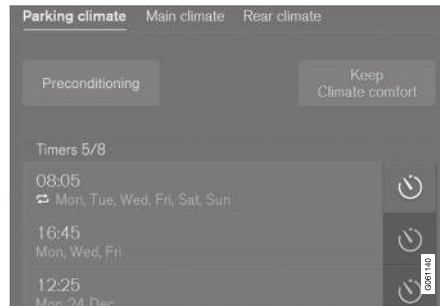 Parking climate Main climate Rear climate
Preconditioning
Keep
Climate comfort
Timers 5/8
08:05
Mon, Tue, Wed, Fri, Sat, Sun
16:45
Mon, Wed, Fri
12:25
Mon 24 Dec
G061140